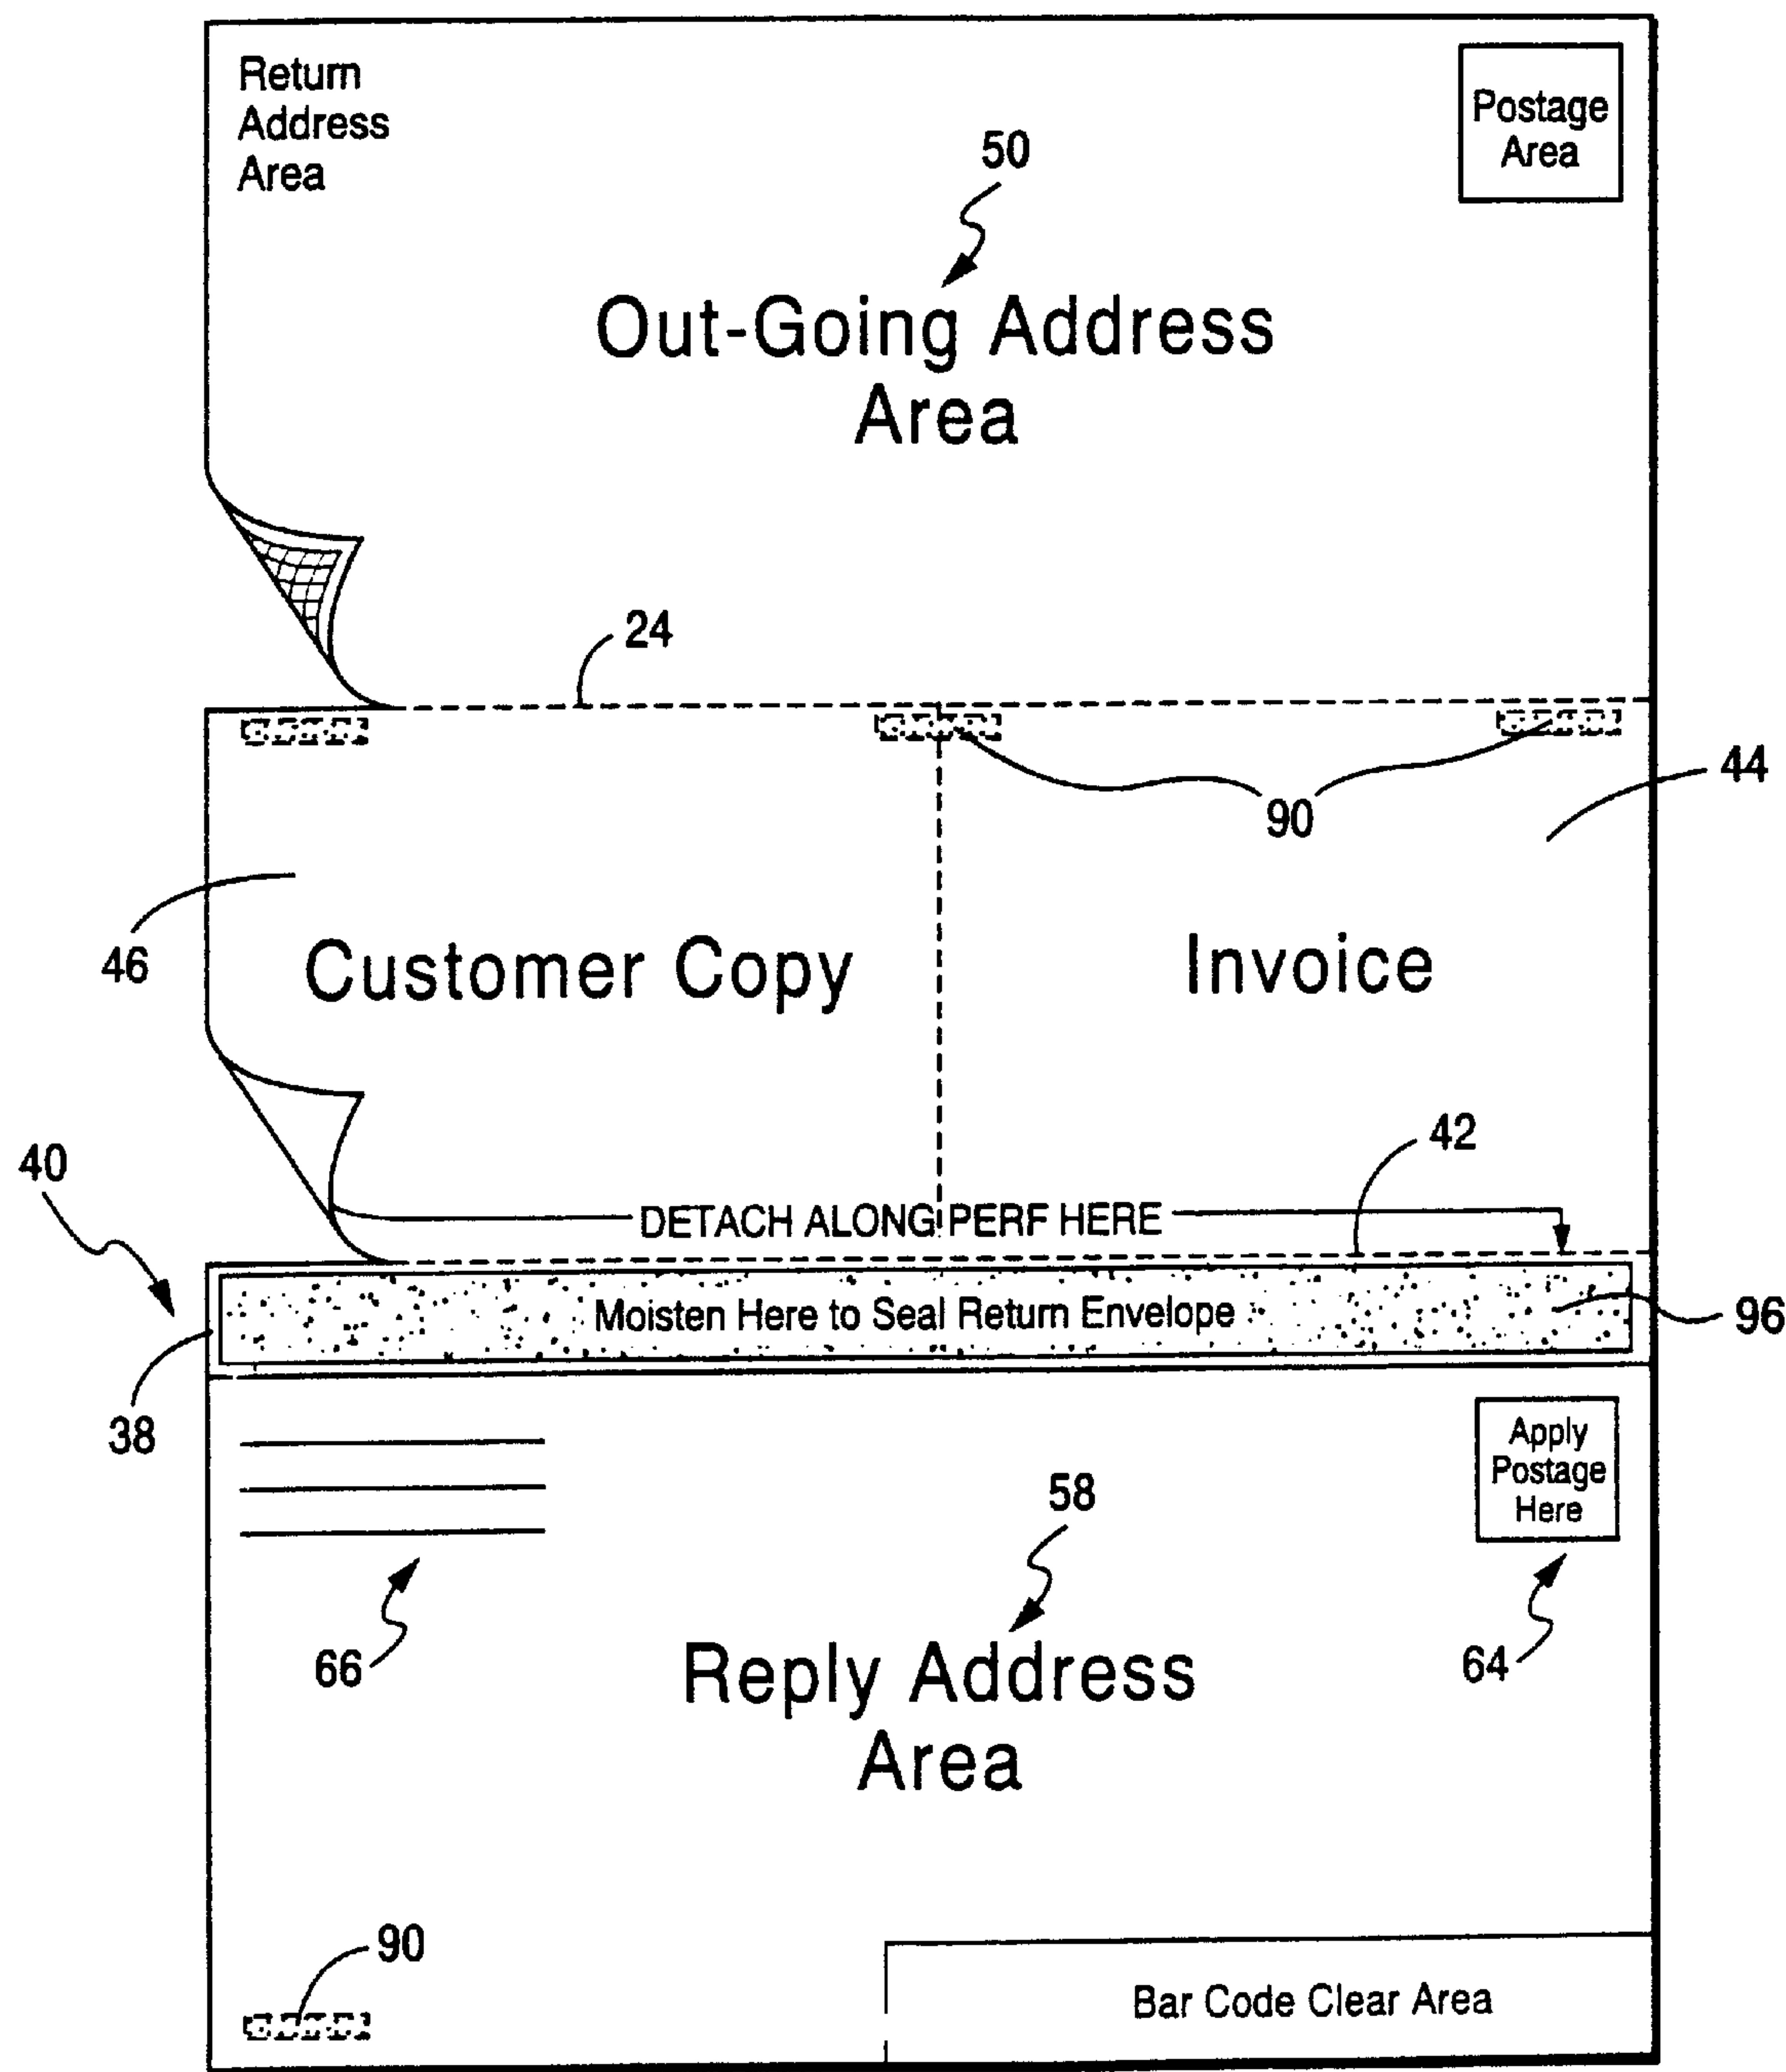 Return
Address
Area
Postage
Area
50
Out-Going Address
Area
24
90
44
46
Customer Copy
Invoice
42
40
DETACH ALONG PERF HERE
Moisten Here to Seal Return Envelope
96
38
Apply
Postage
Here
58
66
64
Reply Address
Area
90
Bar Code Clear Area